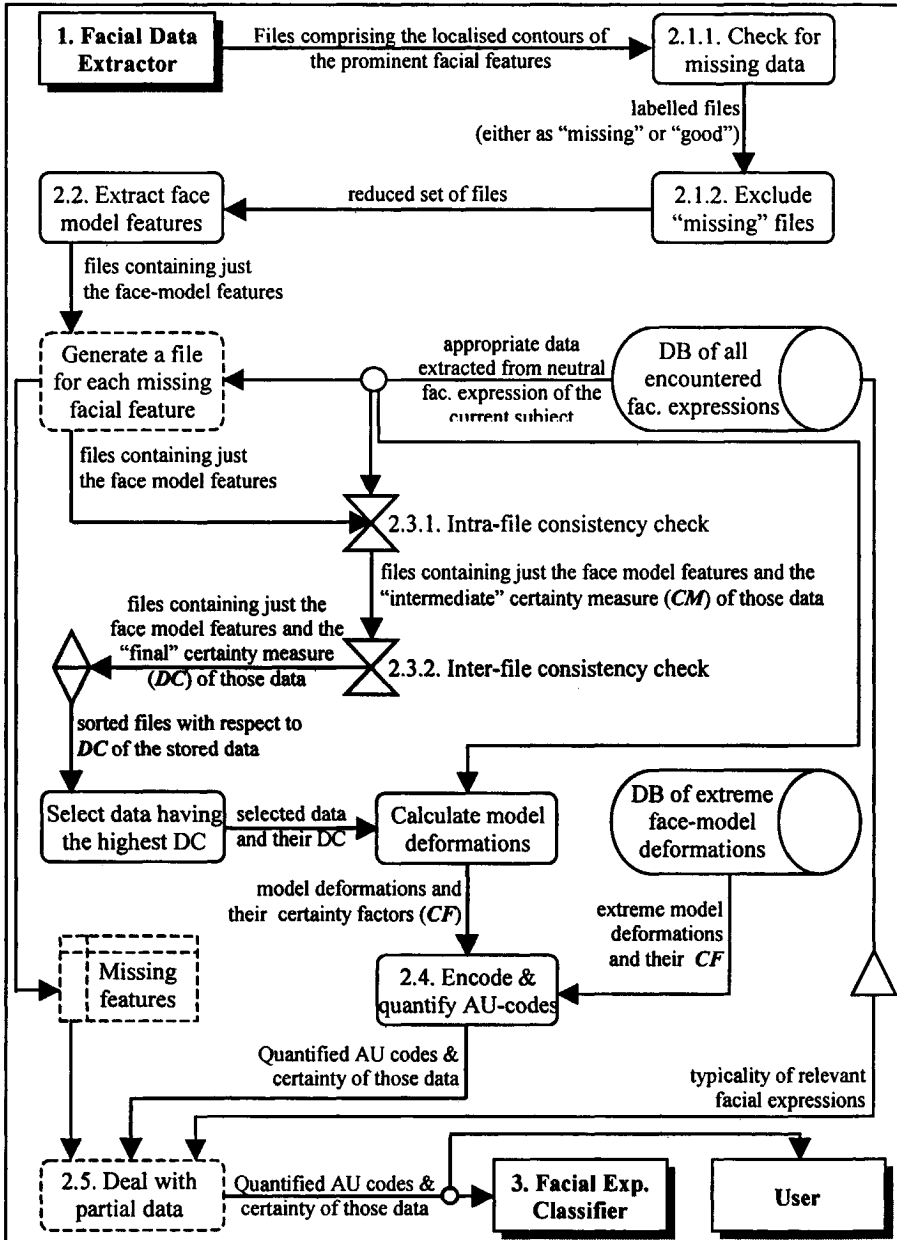 1. Facial Data
Extractor
Files comprising the localised contours of
the prominent facial features
2.1.1. Check for
missing data
labelled files
(either as “missing” or “good”)
2.2. Extract face
model features
reduced set of files
2.1.2. Exclude
“missing” files
files containing just
the face-model features
Generate a file
for each missing
facial feature
appropriate data
extracted from neutral
fac. expression of the
current subject
DB of all
encountered
fac. expressions
files containing just
the face model features
2.3.1. Intra-file consistency check
files containing just the face model features and the
“intermediate” certainty measure (CM) of those data
files containing just the
face model features and the
“final” certainty measure
(DC) of those data
2.3.2. Inter-file consistency check
sorted files with respect to
DC of the stored data
Select data having
the highest DC
selected data
and their DC
Calculate model
deformations
DB of extreme
face-model
deformations
model deformations and
their certainty factors (CF)
extreme model
deformations
and their CF
Missing
features
2.4. Encode &
quantify AU-codes
Quantified AU codes &
certainty of those data
typicality of relevant
facial expressions
2.5. Deal with
partial data
Quantified AU codes &
certainty of those data
3. Facial Exp.
Classifier
User